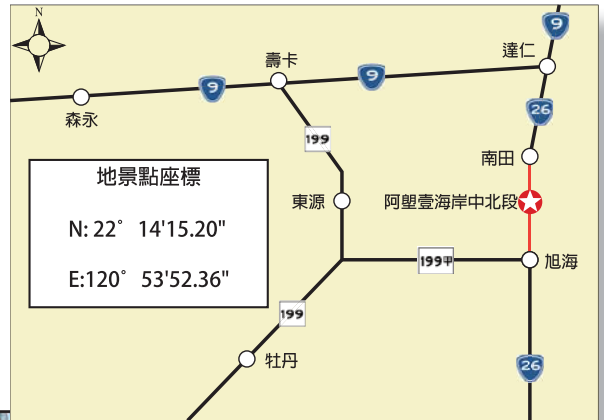 N
9
達仁
壽卡
9
9
26
森永
199
南田
地景點座標
東源
阿塱壹海岸中北段
N: 22° 14'15.20"
199甲
旭海
E:120° 53'52.36"
199
牡丹
26